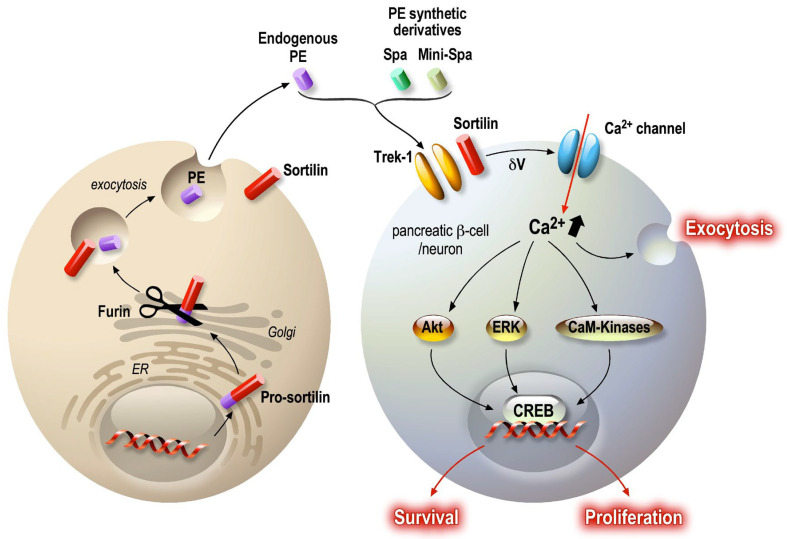 PE synthetic
derivatives
Endogenous
PE
Spa
Mini-Spa
Sortilin
Trek-1
δV
Ca²⁺ channel
PE
exocytosis
Sortilin
Furin
Golgi
ER
Pro-sortilin
pancreatic β-cell
/neuron
Ca²⁺
Exocytosis
Akt
ERK
CaM-Kinases
CREB
Survival
Proliferation